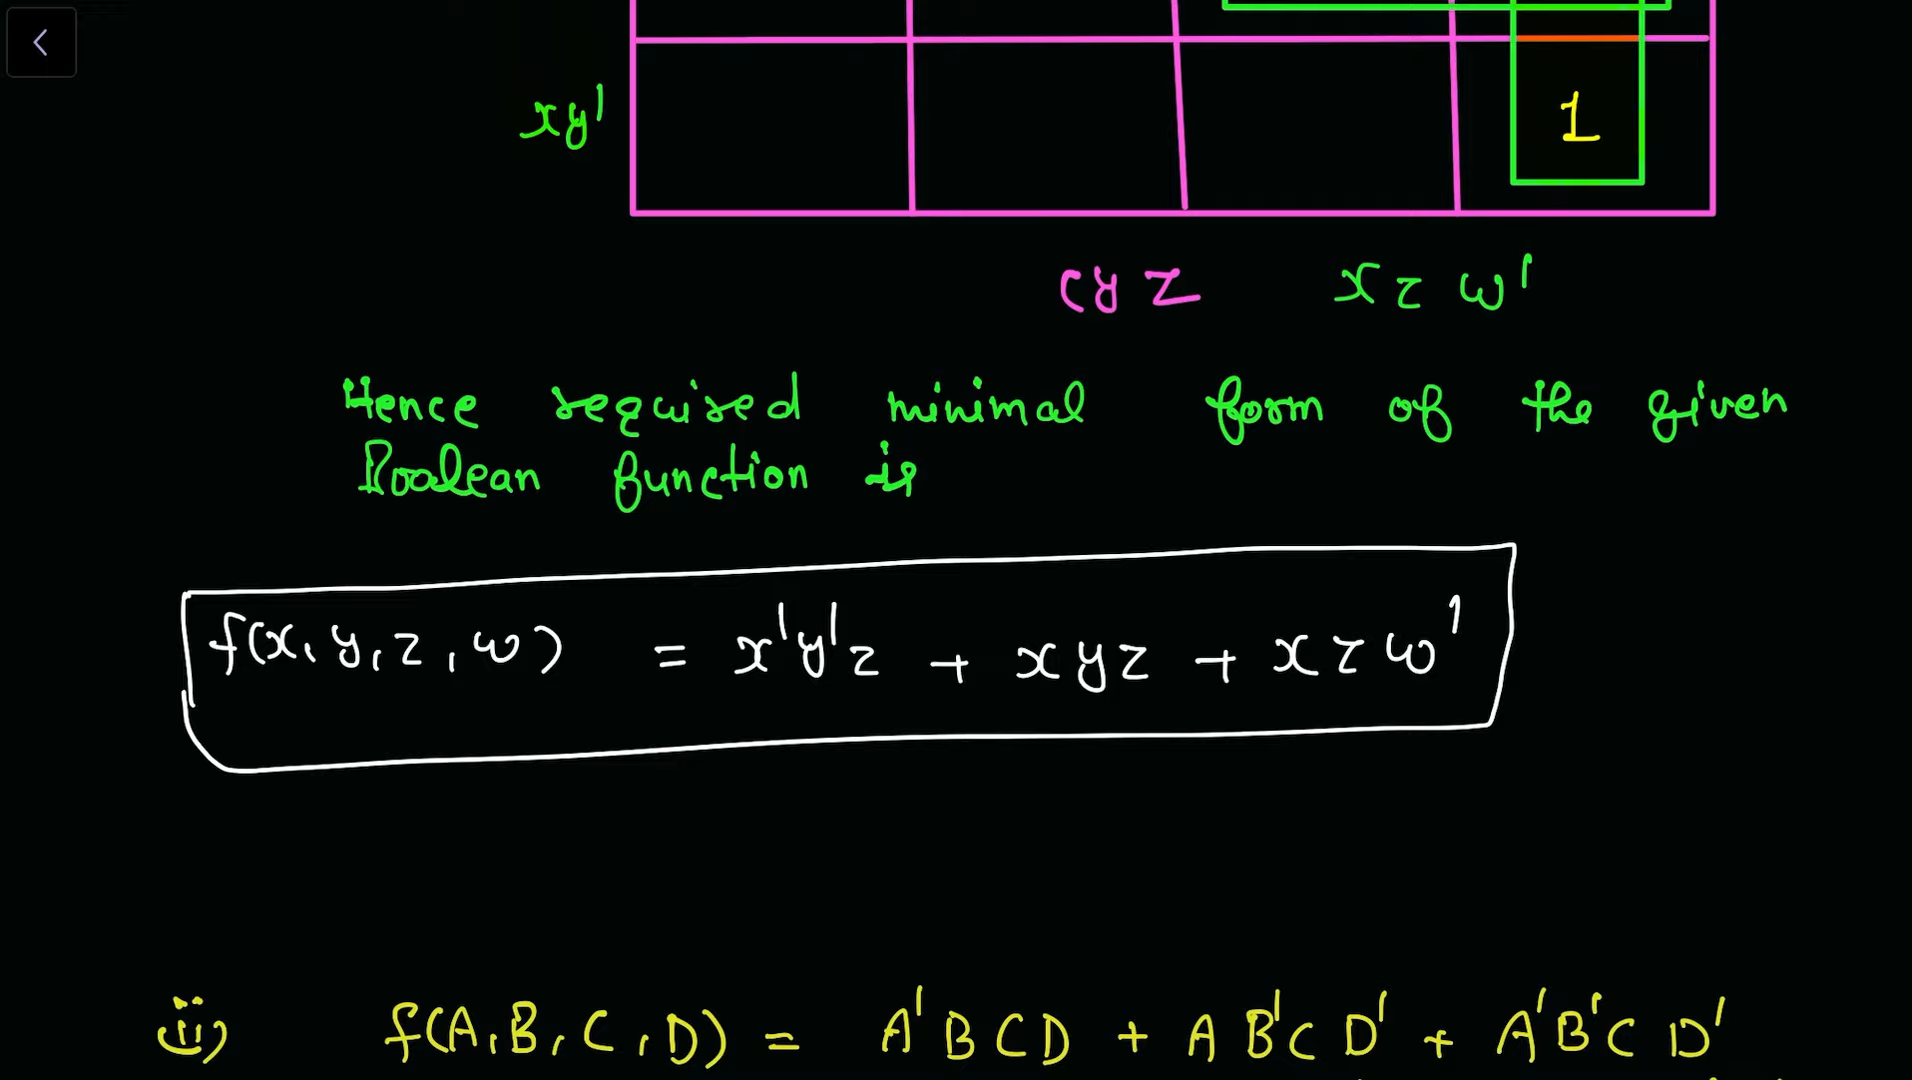 xy'
1
xyz xzw'
Hence required minimal form of the given
Boolean function is
f(x, y, z, w) = x'y'z + xyz + xzw'
ii) f(A, B, C, D) = A'BCD + AB'CD' + A'B'CD'